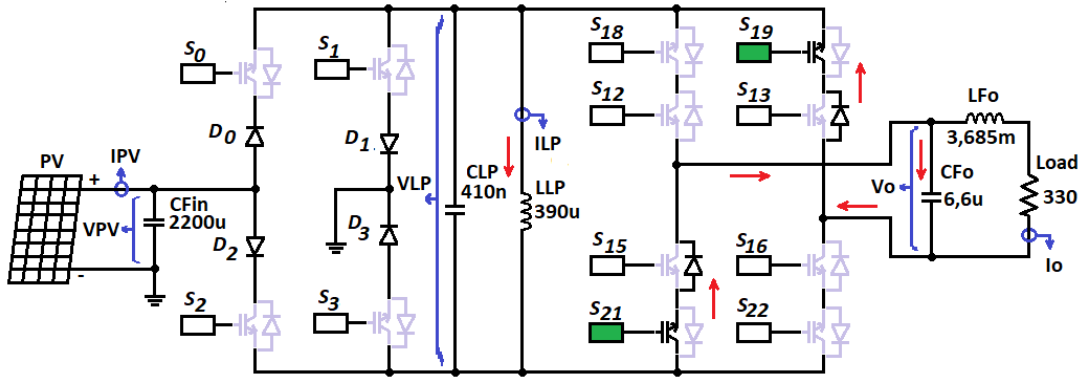 S0
S1
S18
S19
S12
S13
D0
D1
ILP
LFo
3,685m
PV
IPV
+
VLP
CLP
410n
LLP
390u
Vo
CFo
6,6u
Load
330
CFin
2200u
VPV
D2
D3
-
S15
S16
Io
S2
S3
S21
S22